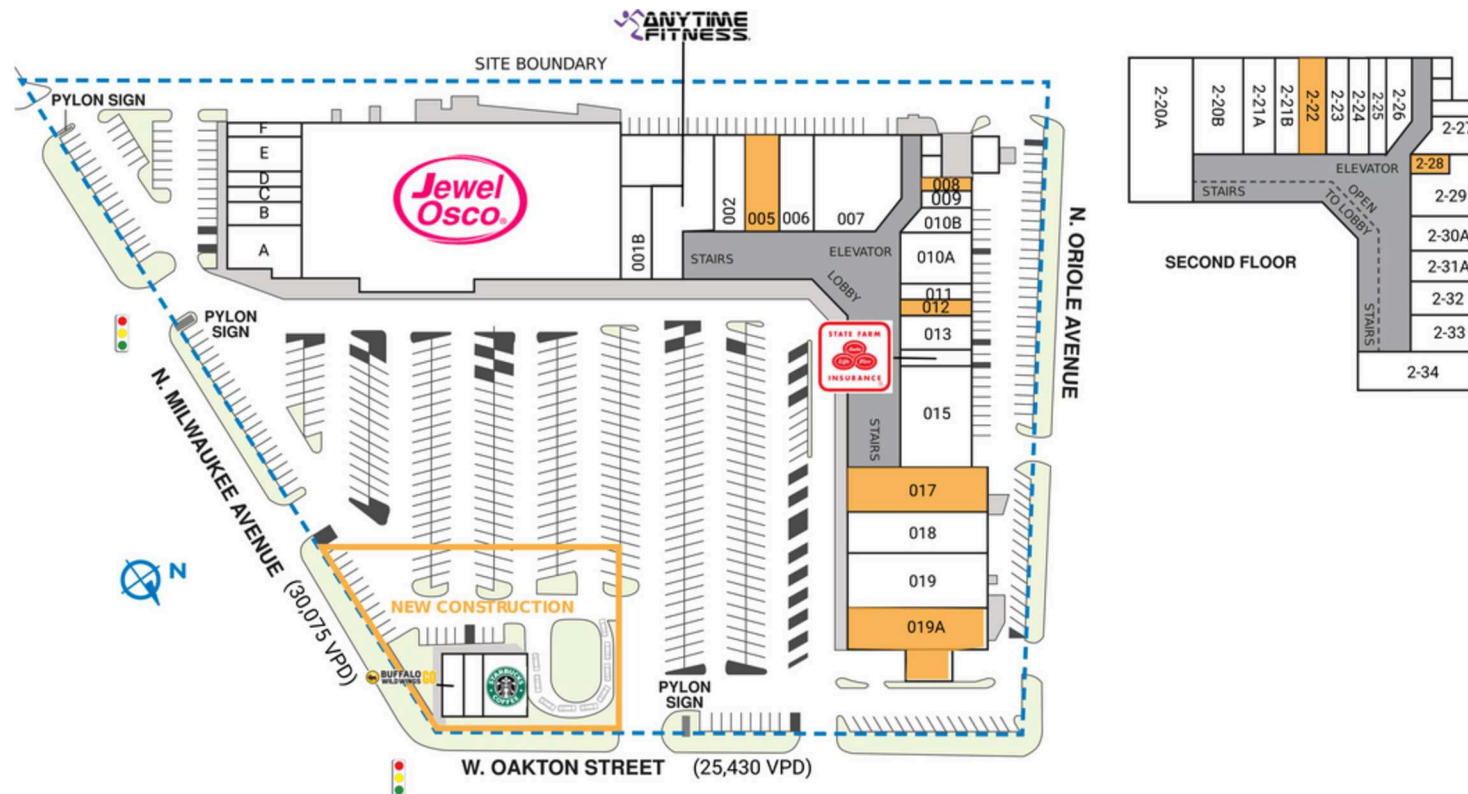 ANYTIME
FITNESS
SITE BOUNDARY
PYLON SIGN
F
E
D
C
B
A
Jewel
Osco
001B
002
005
006
007
008
009
010B
010A
011
012
013
015
017
018
019
019A
STAIRS
ELEVATOR
LOBBY
STATE FARM
INSURANCE
STAIRS
N. ORIOLE AVENUE
PYLON
SIGN
N. MILWAUKEE AVENUE (30,075 VPD)
N
NEW CONSTRUCTION
BUFFALO
WILD WINGS
GO
STARBUCKS
COFFEE
PYLON
SIGN
W. OAKTON STREET (25,430 VPD)
2-20A
2-20B
2-21A
2-21B
2-22
2-23
2-24
2-25
2-26
2-27
2-28
2-29
2-30A
2-31A
2-32
2-33
2-34
ELEVATOR
STAIRS
OPEN
TO LOBBY
STAIRS
SECOND FLOOR